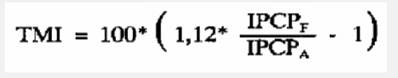 TMI = 100* ( 1,12* IPCP_F / IPCP_A - 1 )